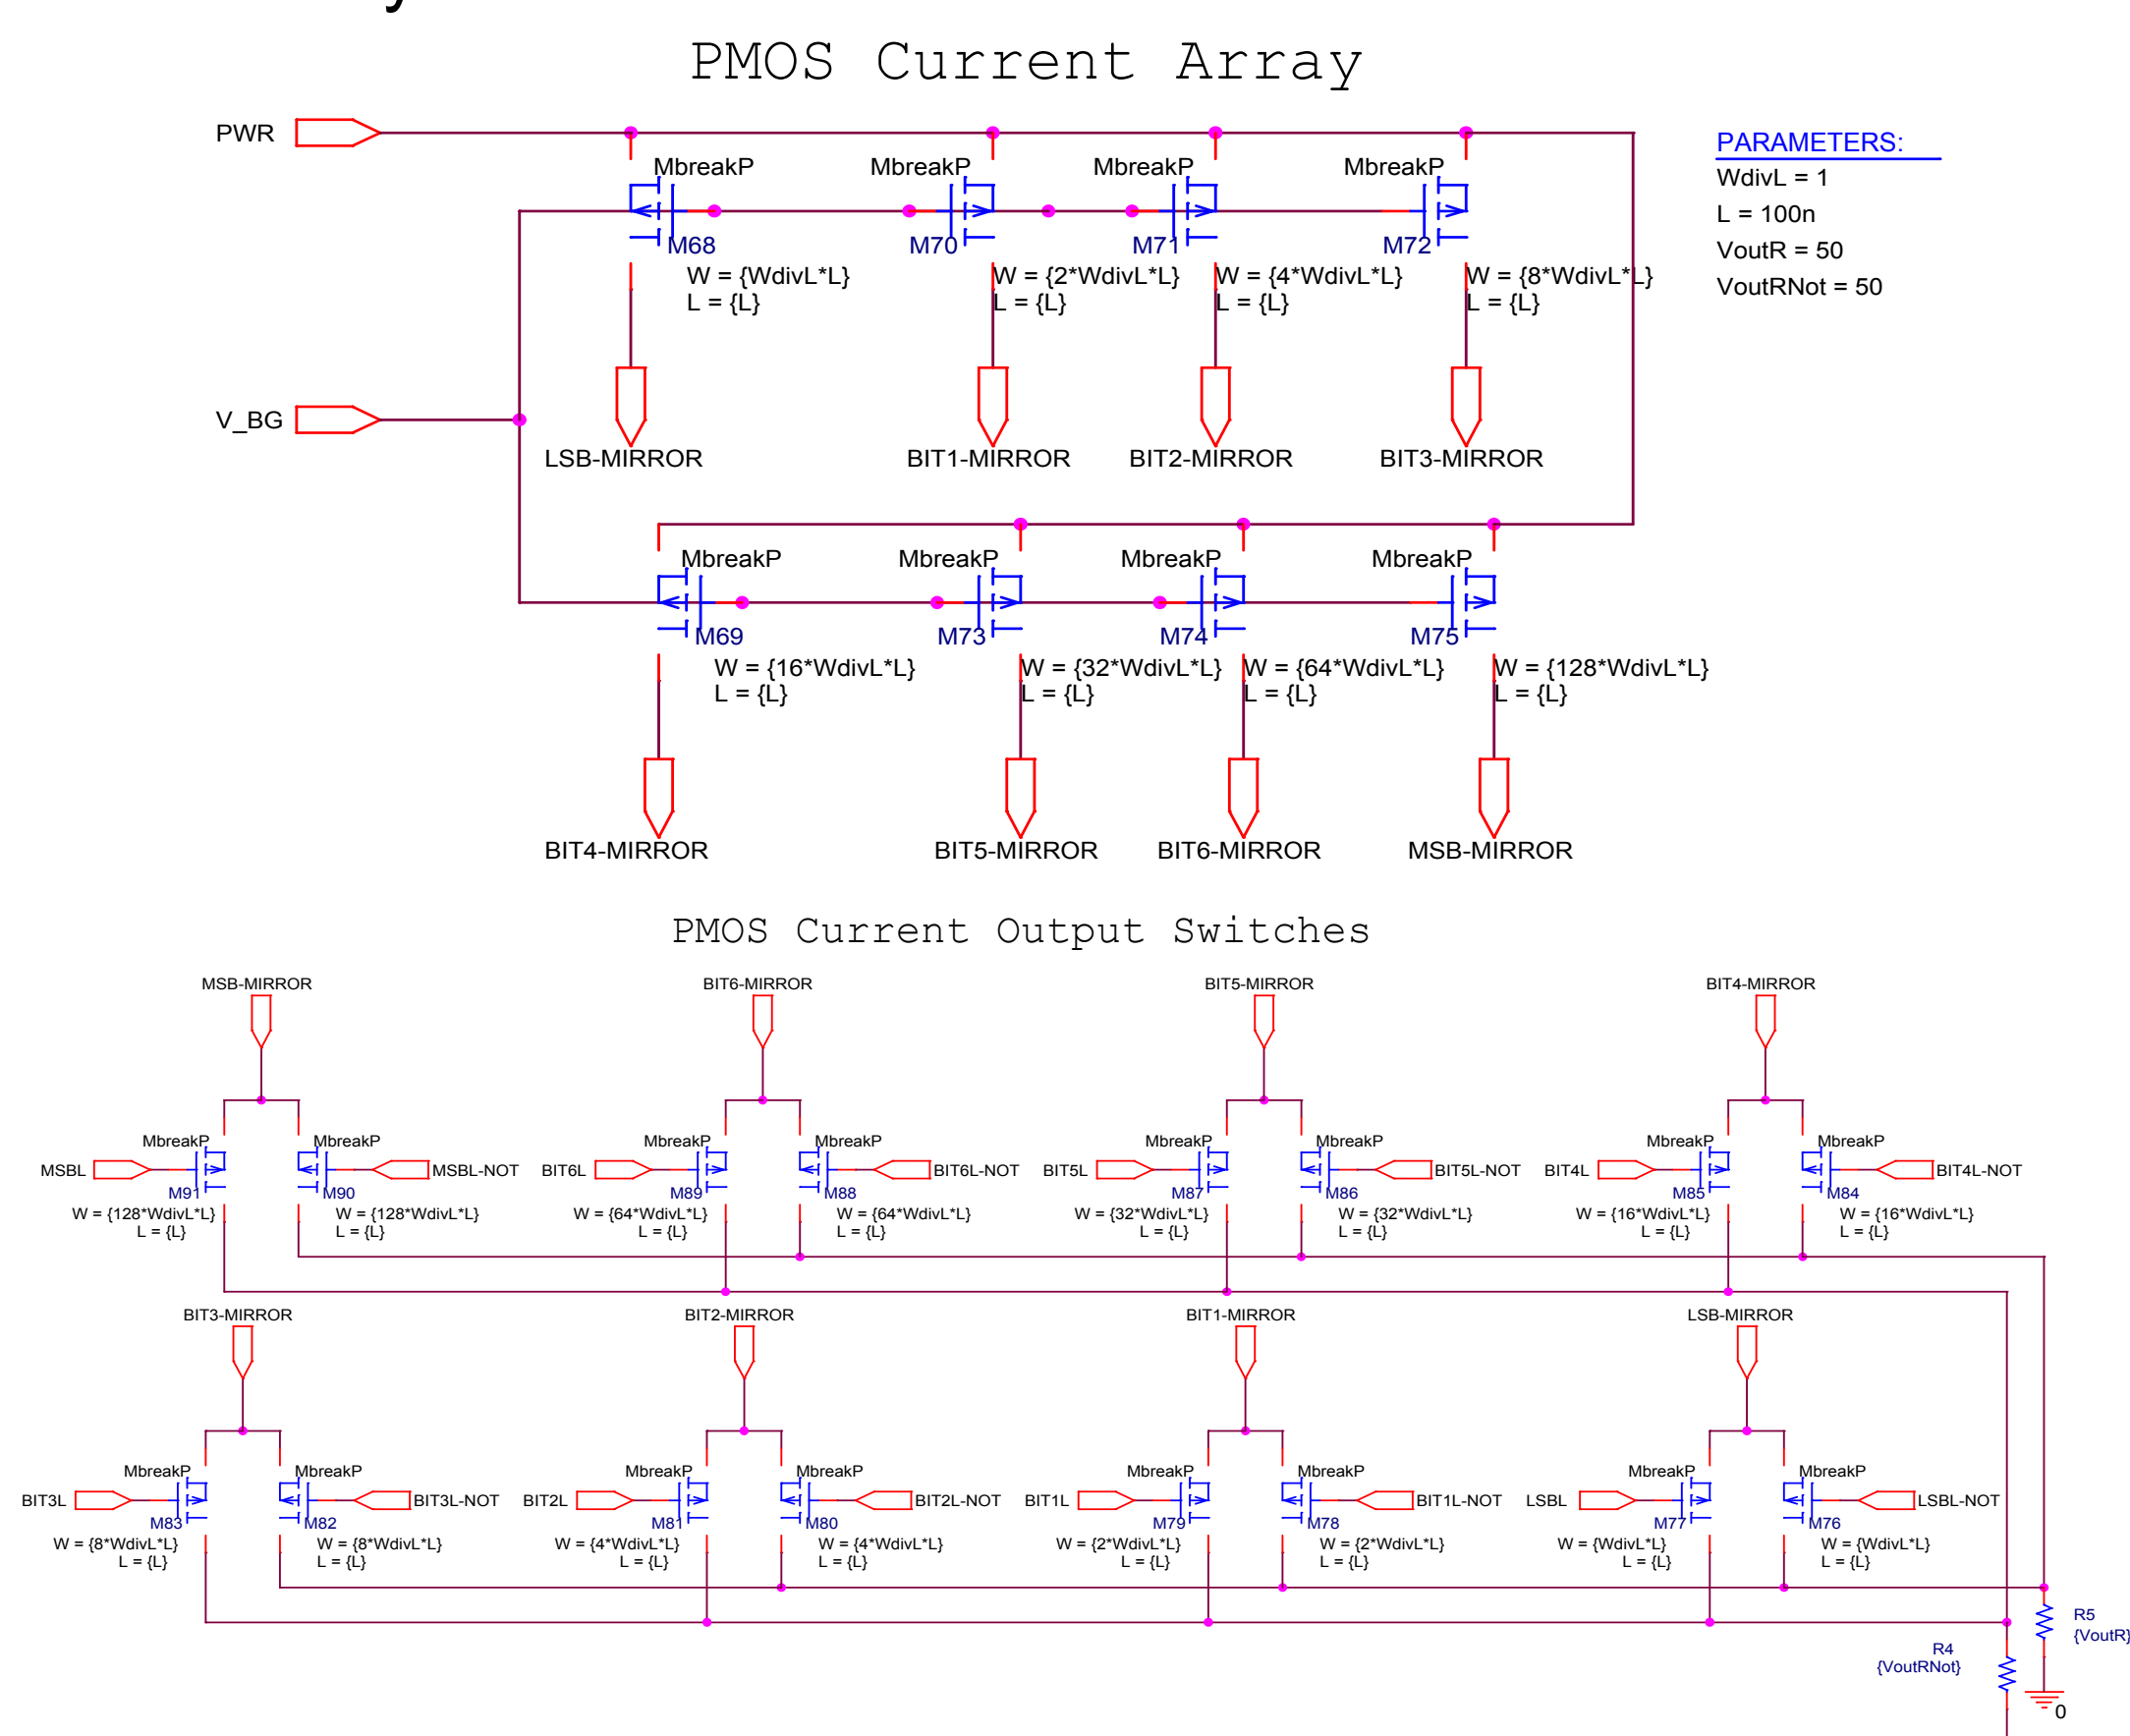 PMOS Current Array
PWR
MbreakP MbreakP MbreakP MbreakP
M68 M70 M71 M72
W = {WdivL*L} W = {2*WdivL*L} W = {4*WdivL*L} W = {8*WdivL*L}
L = {L} L = {L} L = {L} L = {L}
PARAMETERS:
WdivL = 1
L = 100n
VoutR = 50
VoutRNot = 50
V_BG
LSB-MIRROR BIT1-MIRROR BIT2-MIRROR BIT3-MIRROR
MbreakP MbreakP MbreakP MbreakP
M69 M73 M74 M75
W = {16*WdivL*L} W = {32*WdivL*L} W = {64*WdivL*L} W = {128*WdivL*L}
L = {L} L = {L} L = {L} L = {L}
BIT4-MIRROR BIT5-MIRROR BIT6-MIRROR MSB-MIRROR
PMOS Current Output Switches
MSB-MIRROR BIT6-MIRROR BIT5-MIRROR BIT4-MIRROR
MbreakP MbreakP MbreakP MbreakP MbreakP MbreakP MbreakP MbreakP
MSBL MSBL-NOT BIT6L BIT6L-NOT BIT5L BIT5L-NOT BIT4L BIT4L-NOT
M91 M90 M89 M88 M87 M86 M85 M84
W = {128*WdivL*L} W = {128*WdivL*L} W = {64*WdivL*L} W = {64*WdivL*L} W = {32*WdivL*L} W = {32*WdivL*L} W = {16*WdivL*L} W = {16*WdivL*L}
L = {L} L = {L} L = {L} L = {L} L = {L} L = {L} L = {L} L = {L}
BIT3-MIRROR BIT2-MIRROR BIT1-MIRROR LSB-MIRROR
MbreakP MbreakP MbreakP MbreakP MbreakP MbreakP MbreakP MbreakP
BIT3L BIT3L-NOT BIT2L BIT2L-NOT BIT1L BIT1L-NOT LSBL LSBL-NOT
M83 M82 M81 M80 M79 M78 M77 M76
W = {8*WdivL*L} W = {8*WdivL*L} W = {4*WdivL*L} W = {4*WdivL*L} W = {2*WdivL*L} W = {2*WdivL*L} W = {WdivL*L} W = {WdivL*L}
L = {L} L = {L} L = {L} L = {L} L = {L} L = {L} L = {L} L = {L}
R5
{VoutR}
R4
{VoutRNot}
0